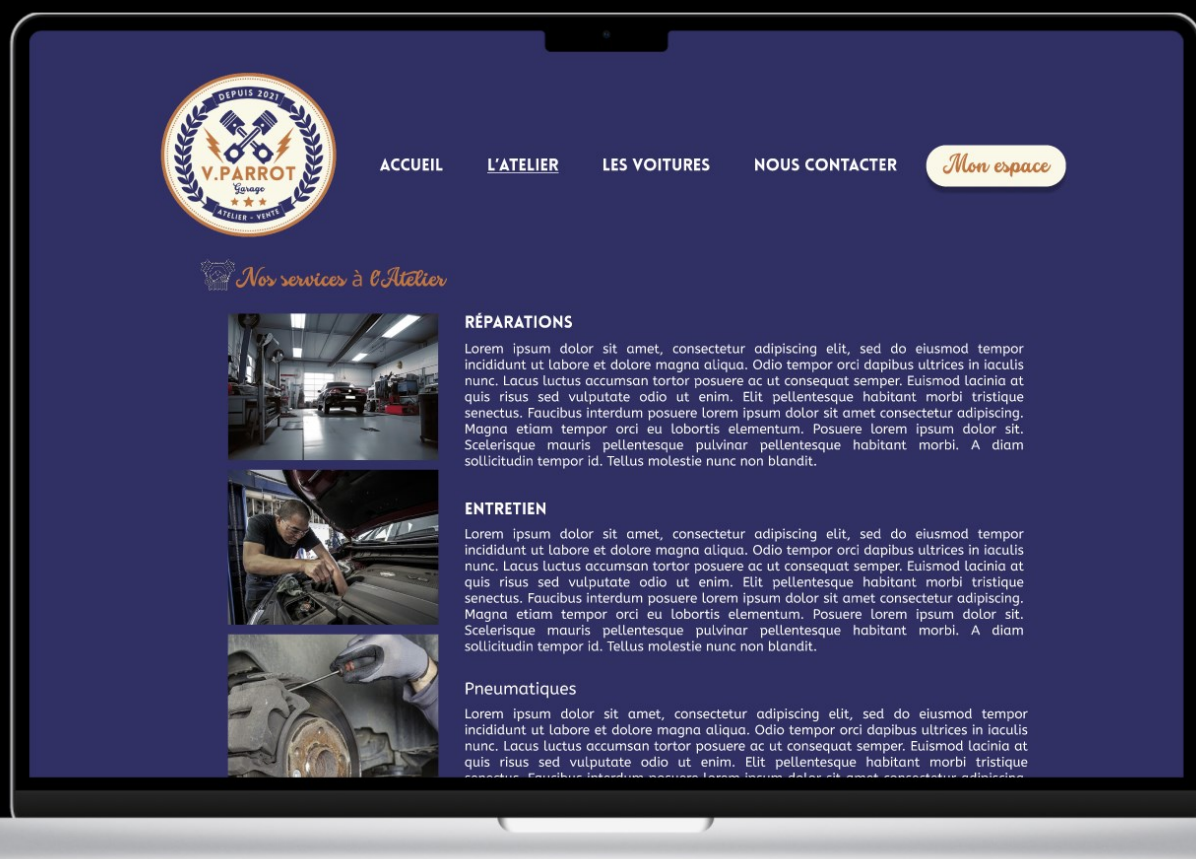 DEPUIS 2021
V.PARROT
Garage
ATELIER - VENTE
ACCUEIL
L'ATELIER
LES VOITURES
NOUS CONTACTER
Mon espace
Nos services à l'Atelier
RÉPARATIONS
Lorem ipsum dolor sit amet, consectetur adipiscing elit, sed do eiusmod tempor
incididunt ut labore et dolore magna aliqua. Odio tempor orci dapibus ultrices in iaculis
nunc. Lacus luctus accumsan tortor posuere ac ut consequat semper. Euismod lacinia at
quis risus sed vulputate odio ut enim. Elit pellentesque habitant morbi tristique
senectus. Faucibus interdum posuere lorem ipsum dolor sit amet consectetur adipiscing.
Magna etiam tempor orci eu lobortis elementum. Posuere lorem ipsum dolor sit.
Scelerisque mauris pellentesque pulvinar pellentesque habitant morbi. A diam
sollicitudin tempor id. Tellus molestie nunc non blandit.
ENTRETIEN
Lorem ipsum dolor sit amet, consectetur adipiscing elit, sed do eiusmod tempor
incididunt ut labore et dolore magna aliqua. Odio tempor orci dapibus ultrices in iaculis
nunc. Lacus luctus accumsan tortor posuere ac ut consequat semper. Euismod lacinia at
quis risus sed vulputate odio ut enim. Elit pellentesque habitant morbi tristique
senectus. Faucibus interdum posuere lorem ipsum dolor sit amet consectetur adipiscing.
Magna etiam tempor orci eu lobortis elementum. Posuere lorem ipsum dolor sit.
Scelerisque mauris pellentesque pulvinar pellentesque habitant morbi. A diam
sollicitudin tempor id. Tellus molestie nunc non blandit.
Pneumatiques
Lorem ipsum dolor sit amet, consectetur adipiscing elit, sed do eiusmod tempor
incididunt ut labore et dolore magna aliqua. Odio tempor orci dapibus ultrices in iaculis
nunc. Lacus luctus accumsan tortor posuere ac ut consequat semper. Euismod lacinia at
quis risus sed vulputate odio ut enim. Elit pellentesque habitant morbi tristique